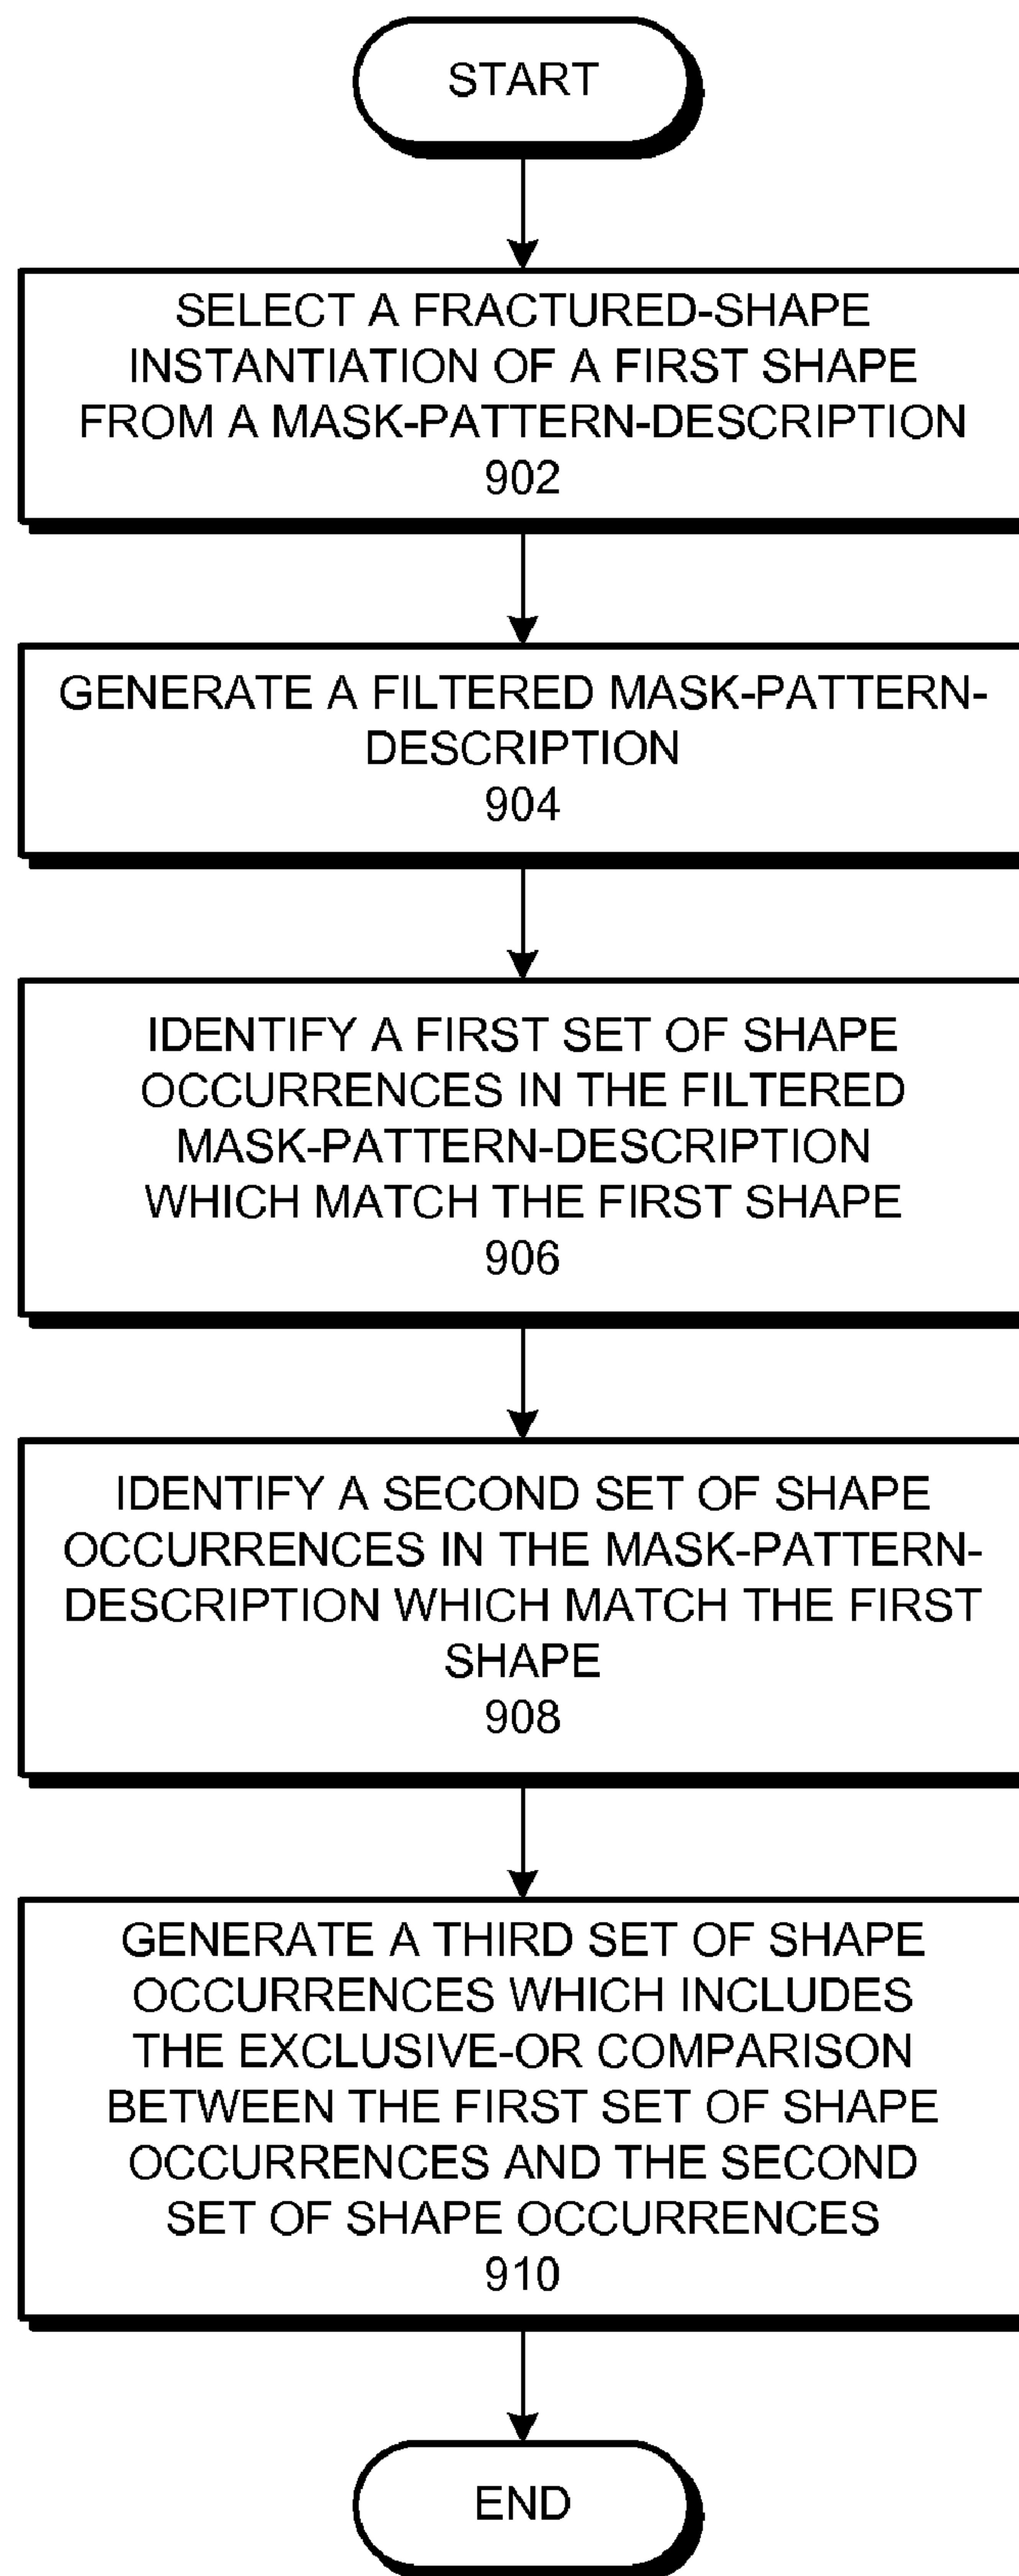 START
SELECT A FRACTURED-SHAPE
INSTANTIATION OF A FIRST SHAPE
FROM A MASK-PATTERN-DESCRIPTION
902
GENERATE A FILTERED MASK-PATTERN-
DESCRIPTION
904
IDENTIFY A FIRST SET OF SHAPE
OCCURRENCES IN THE FILTERED
MASK-PATTERN-DESCRIPTION
WHICH MATCH THE FIRST SHAPE
906
IDENTIFY A SECOND SET OF SHAPE
OCCURRENCES IN THE MASK-PATTERN-
DESCRIPTION WHICH MATCH THE FIRST
SHAPE
908
GENERATE A THIRD SET OF SHAPE
OCCURRENCES WHICH INCLUDES
THE EXCLUSIVE-OR COMPARISON
BETWEEN THE FIRST SET OF SHAPE
OCCURRENCES AND THE SECOND
SET OF SHAPE OCCURRENCES
910
END